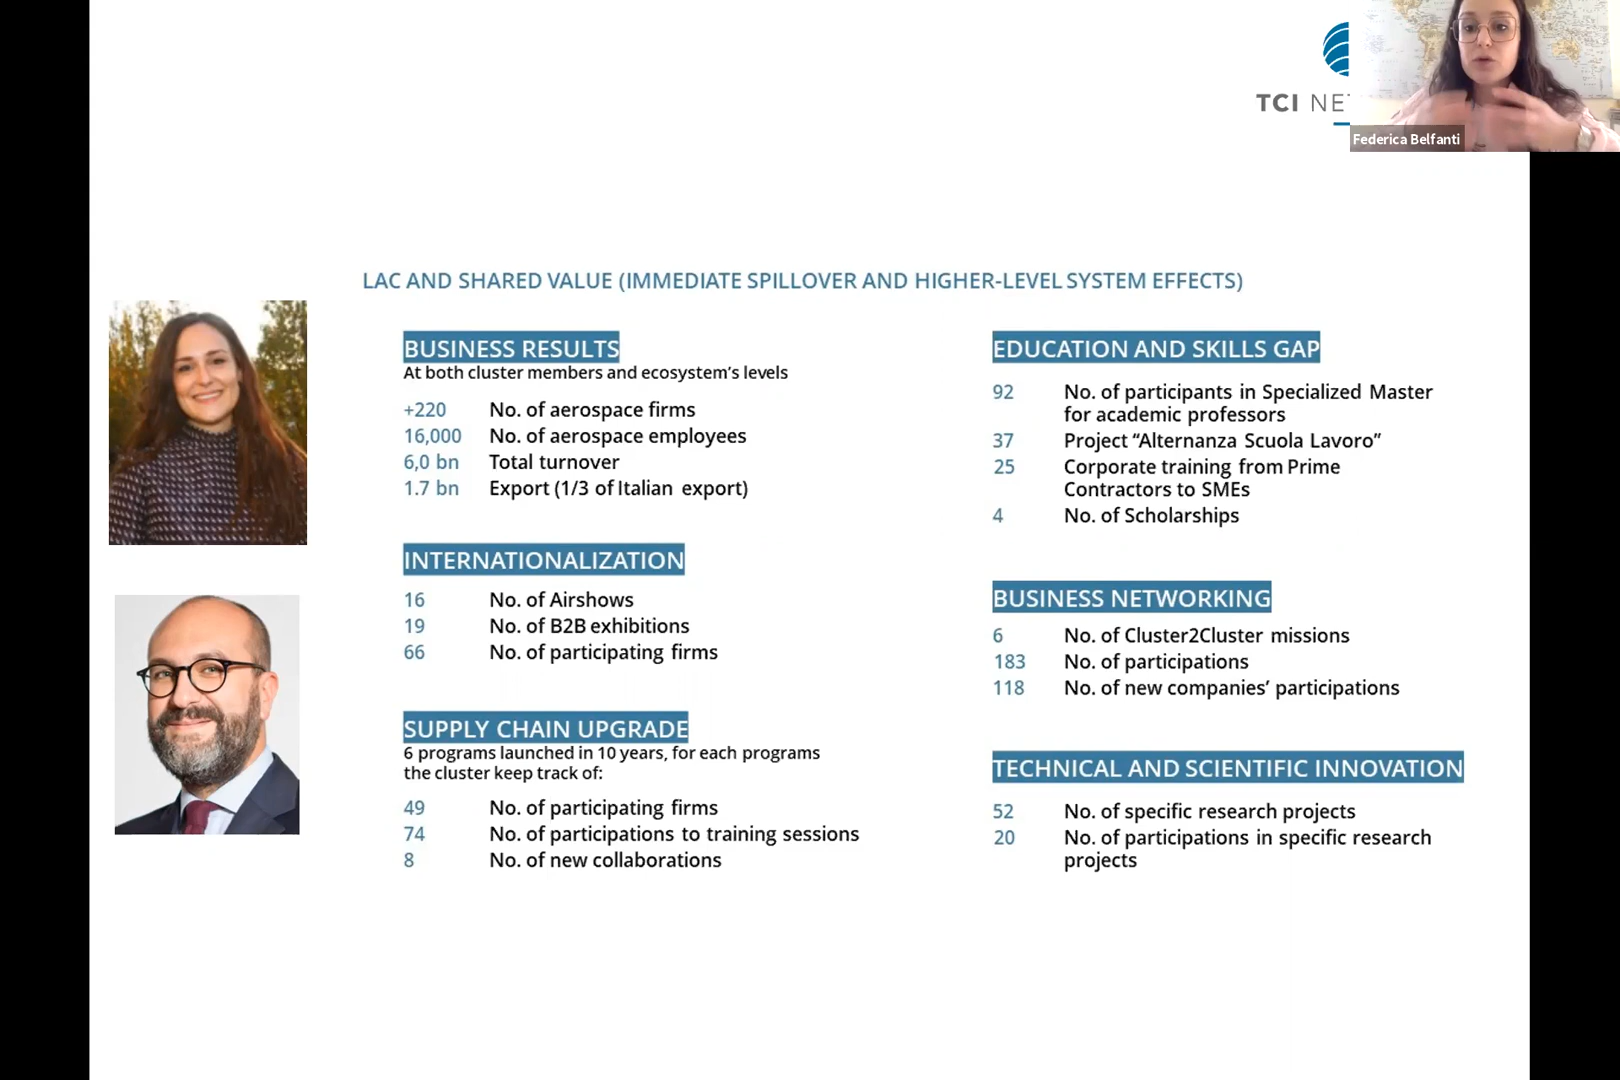 TCI NE
Federica Belfanti
LAC AND SHARED VALUE (IMMEDIATE SPILLOVER AND HIGHER-LEVEL SYSTEM EFFECTS)
BUSINESS RESULTS
At both cluster members and ecosystem’s levels
+220 No. of aerospace firms
16,000 No. of aerospace employees
6,0 bn Total turnover
1.7 bn Export (1/3 of Italian export)
INTERNATIONALIZATION
16 No. of Airshows
19 No. of B2B exhibitions
66 No. of participating firms
SUPPLY CHAIN UPGRADE
6 programs launched in 10 years, for each programs
the cluster keep track of:
49 No. of participating firms
74 No. of participations to training sessions
8 No. of new collaborations
EDUCATION AND SKILLS GAP
92 No. of participants in Specialized Master
for academic professors
37 Project “Alternanza Scuola Lavoro”
25 Corporate training from Prime
Contractors to SMEs
4 No. of Scholarships
BUSINESS NETWORKING
6 No. of Cluster2Cluster missions
183 No. of participations
118 No. of new companies’ participations
TECHNICAL AND SCIENTIFIC INNOVATION
52 No. of specific research projects
20 No. of participations in specific research
projects